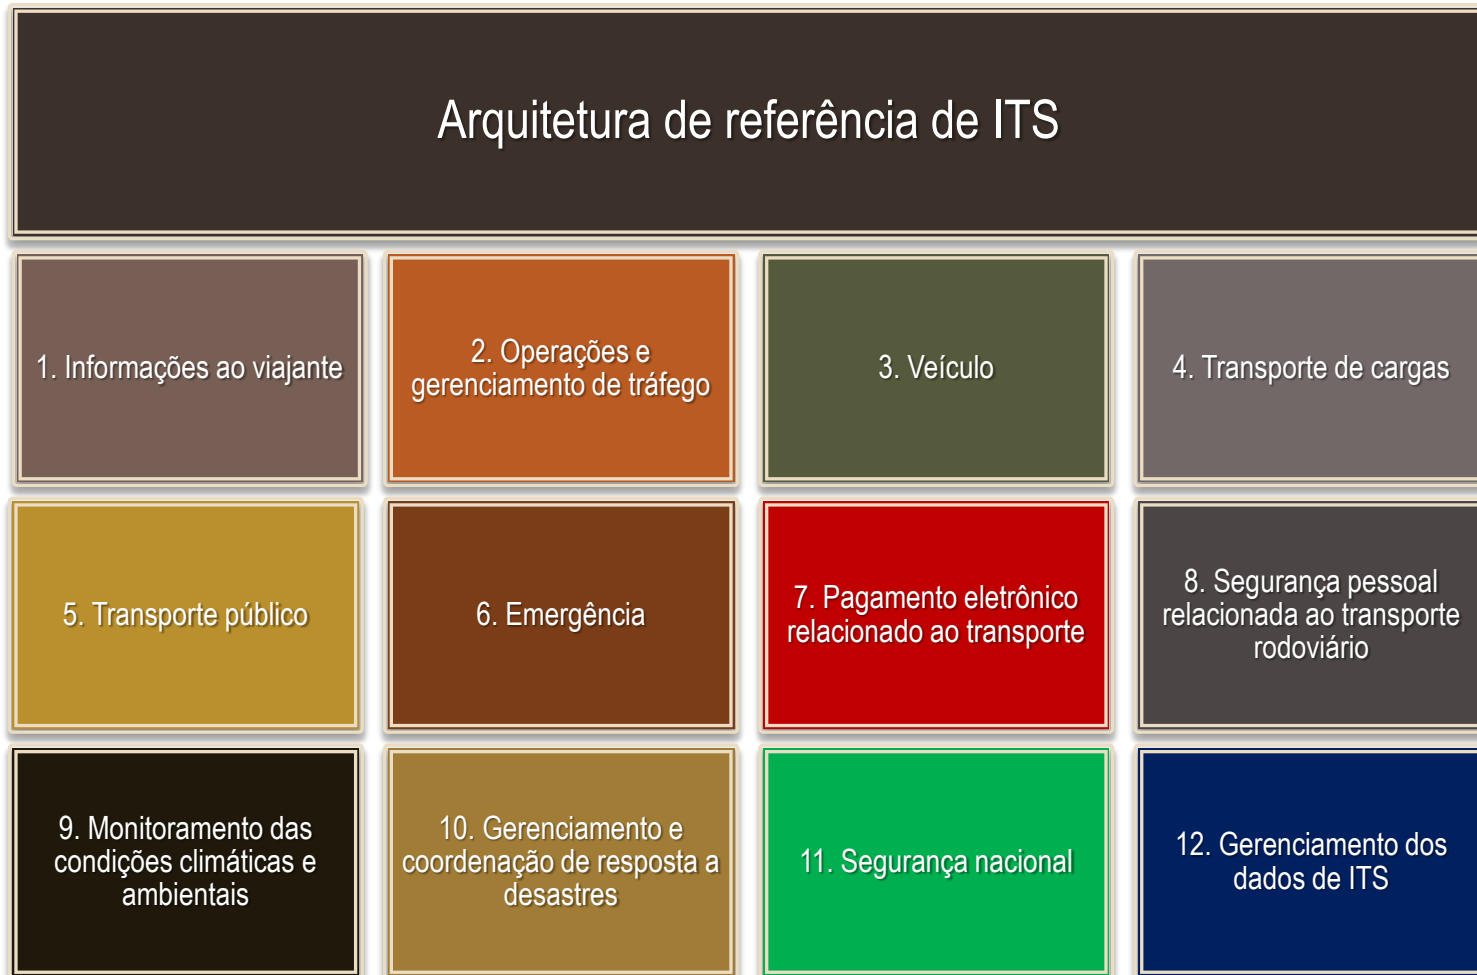 Arquitetura de referência de ITS
1. Informações ao viajante
2. Operações e
gerenciamento de tráfego
3. Veículo
4. Transporte de cargas
5. Transporte público
6. Emergência
7. Pagamento eletrônico
relacionado ao transporte
8. Segurança pessoal
relacionada ao transporte
rodoviário
9. Monitoramento das
condições climáticas e
ambientais
10. Gerenciamento e
coordenação de resposta a
desastres
11. Segurança nacional
12. Gerenciamento dos
dados de ITS